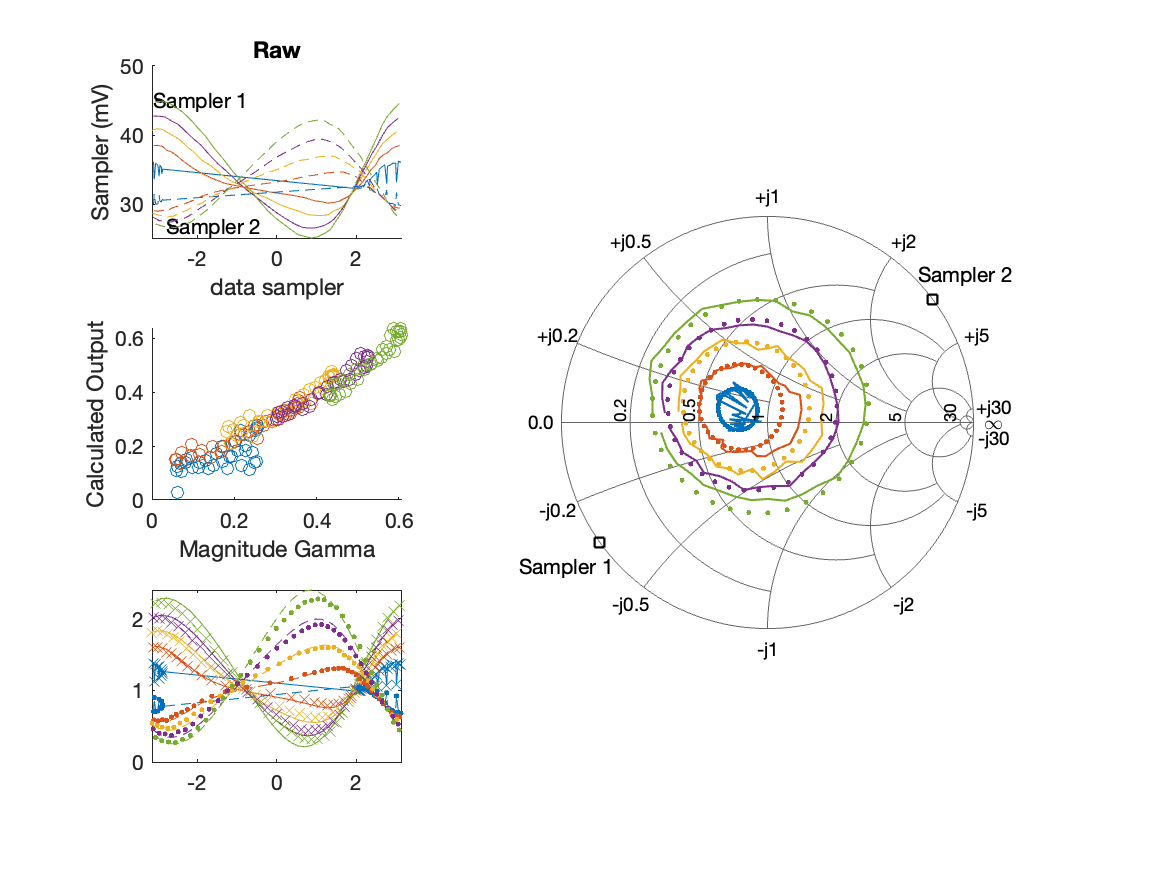 Raw
50
40
30
Sampler (mV)
Sampler 1
Sampler 2
-2 0 2
data sampler
0.6
0.4
0.2
0
Calculated Output
0 0.2 0.4 0.6
Magnitude Gamma
2
1
0
-2 0 2
+j1
+j0.5 +j2
Sampler 2
+j0.2 +j5
0.0 0.2 0.5 1 2 5 30 +j30
∞
-j30
-j0.2 -j5
Sampler 1
-j0.5 -j2
-j1